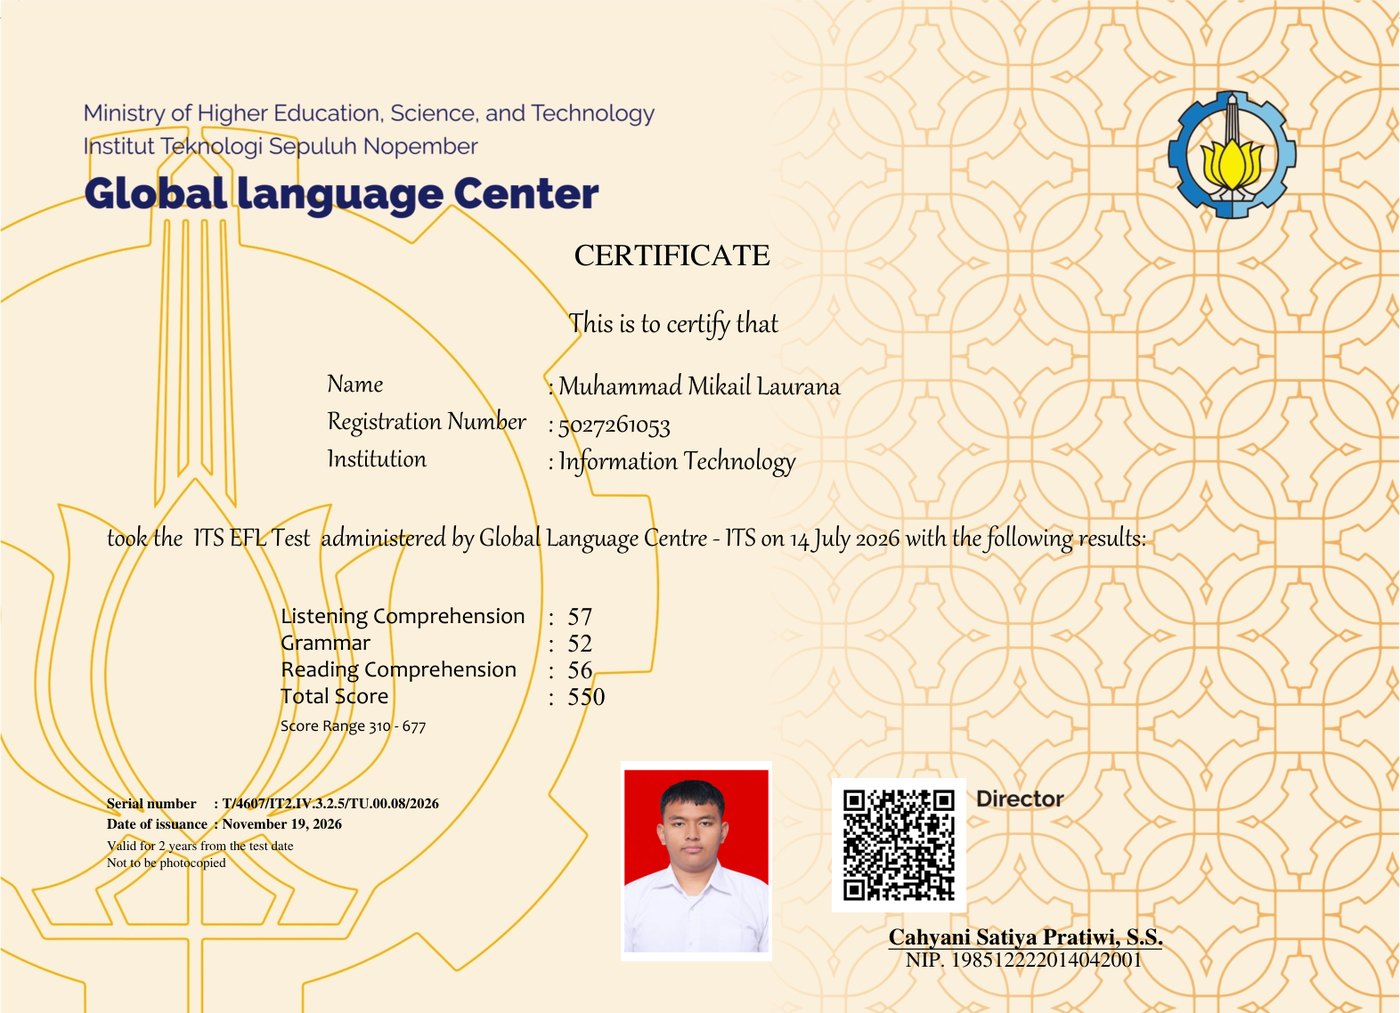 Ministry of Higher Education, Science, and Technology
Institut Teknologi Sepuluh Nopember
Global language Center
CERTIFICATE
This is to certify that
Name : Muhammad Mikail Laurana
Registration Number : 5027261053
Institution : Information Technology
took the ITS EFL Test administered by Global Language Centre - ITS on 14 July 2026 with the following results:
Listening Comprehension : 57
Grammar : 52
Reading Comprehension : 56
Total Score : 550
Score Range 310 - 677
Serial number : T/4607/IT2.IV.3.2.5/TU.00.08/2026
Date of issuance : November 19, 2026
Valid for 2 years from the test date
Not to be photocopied
Director
Cahyani Satiya Pratiwi, S.S.
NIP. 198512222014042001